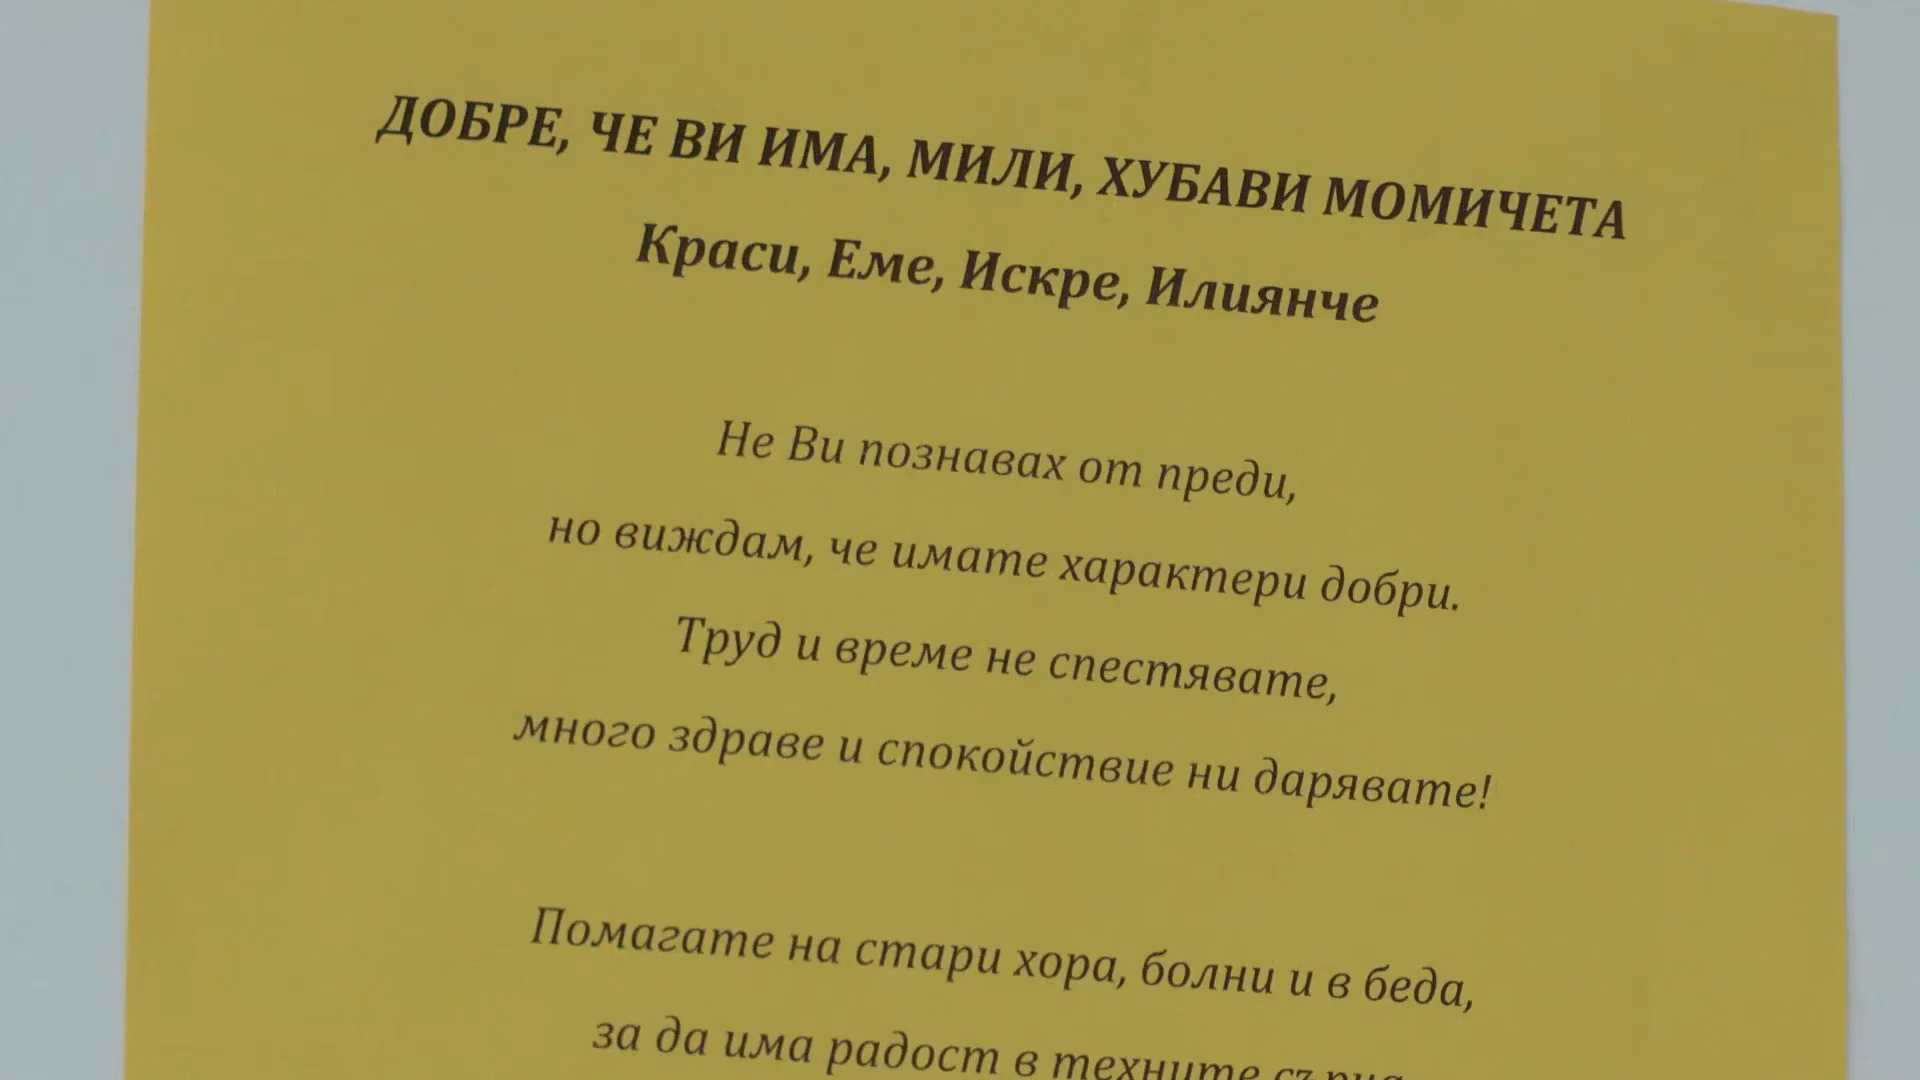 ДОБРЕ, ЧЕ ВИ ИМА, МИЛИ, ХУБАВИ МОМИЧЕТА
Краси, Еме, Искре, Илиянче
Не Ви познавах от преди,
но виждам, че имате характери добри.
Труд и време не спестявате,
много здраве и спокойствие ни дарявате!
Помагате на стари хора, болни и в беда,
за да има радост в техните